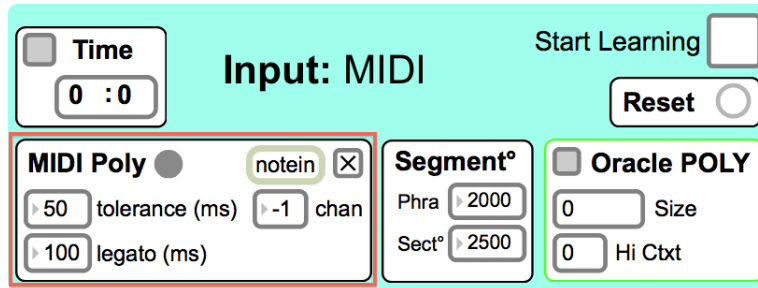 Time
0 :0
Input: MIDI
Start Learning
Reset
MIDI Poly notein
50 tolerance (ms) -1 chan
100 legato (ms)
Segment°
Phra 2000
Sect° 2500
Oracle POLY
0 Size
0 Hi Ctxt